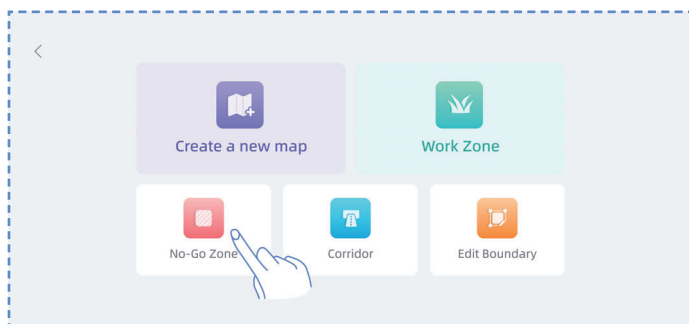 Create a new map
Work Zone
No-Go Zone
Corridor
Edit Boundary